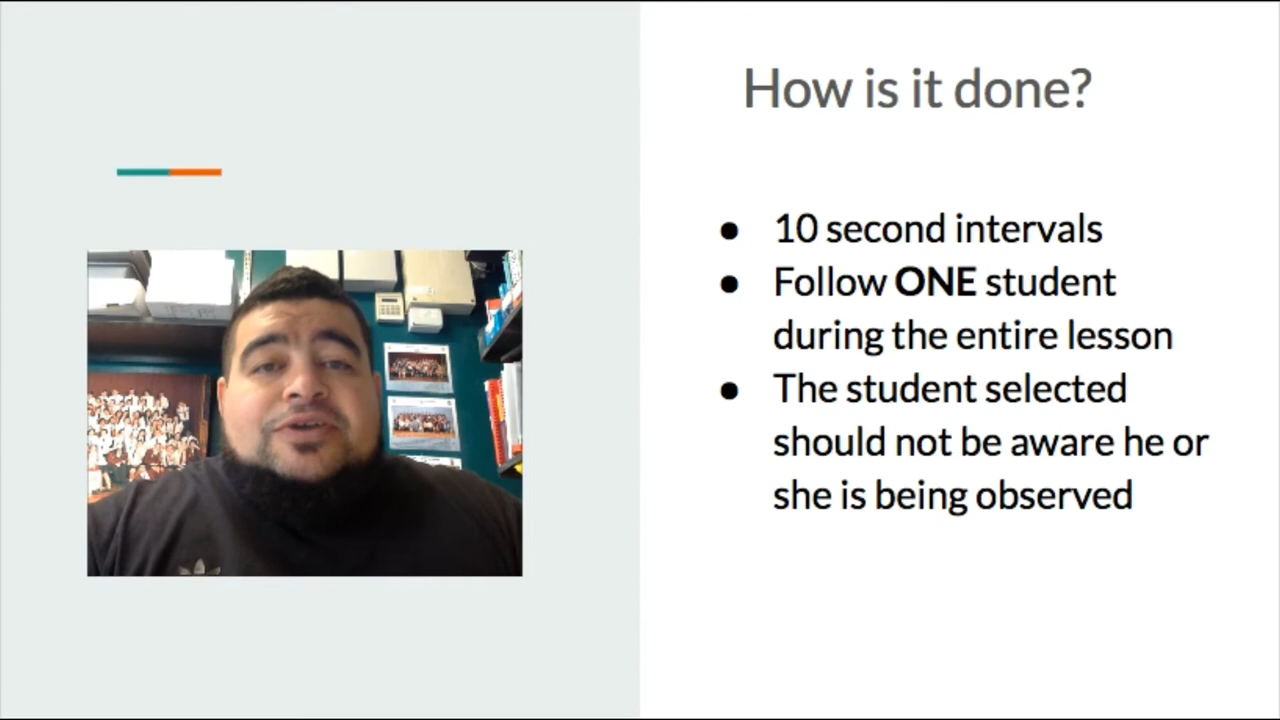 How is it done?
● 10 second intervals
● Follow ONE student
during the entire lesson
● The student selected
should not be aware he or
she is being observed